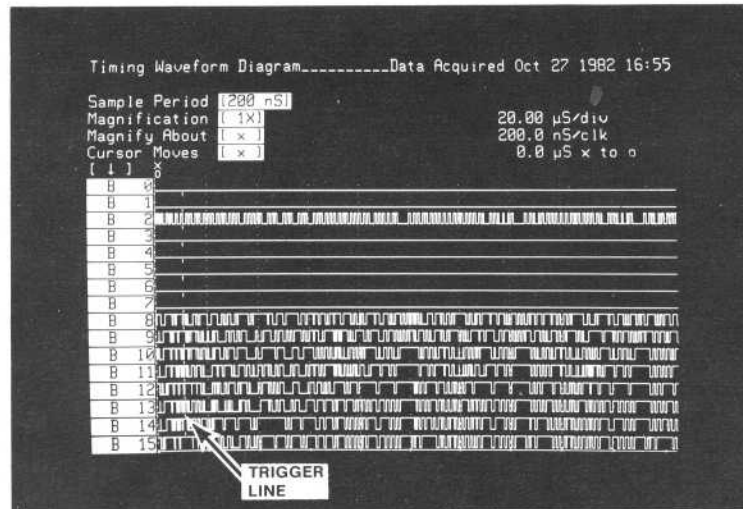 Timing Waveform Diagram__________Data Acquired Oct 27 1982 16:55
Sample Period [200 nS]
Magnification [ 1X] 20.00 µS/div
Magnify About [ x ] 200.0 nS/clk
Cursor Moves [ x ] 0.0 µS x to o
[ ↓ ] x
o
B 0
B 1
B 2
B 3
B 4
B 5
B 6
B 7
B 8
B 9
B 10
B 11
B 12
B 13
B 14
B 15
TRIGGER
LINE